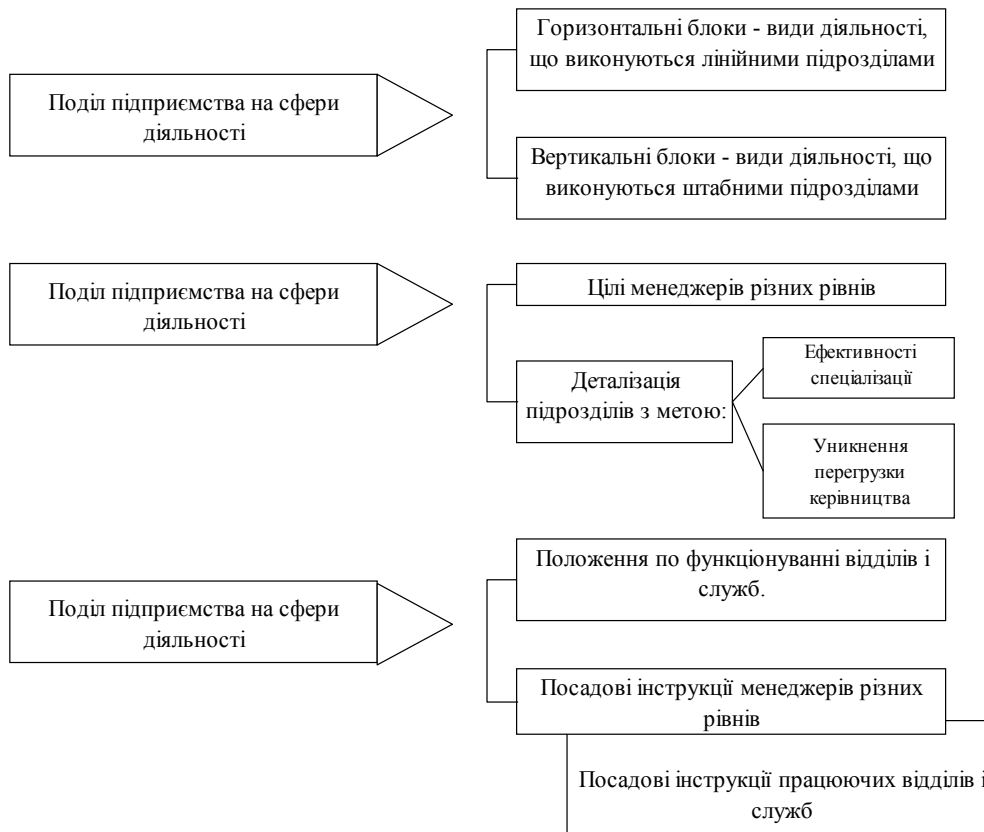 Поділ підприємства на сфери
діяльності
Горизонтальні блоки - види діяльності,
що виконуються лінійними підрозділами
Вертикальні блоки - види діяльності, що
виконуються штабними підрозділами
Поділ підприємства на сфери
діяльності
Цілі менеджерів різних рівнів
Деталізація
підрозділів з метою:
Ефективності
спеціалізації
Уникнення
перегрузки
керівництва
Поділ підприємства на сфери
діяльності
Положення по функціонуванні відділів і
служб.
Посадові інструкції менеджерів різних
рівнів
Посадові інструкції працюючих відділів і
служб